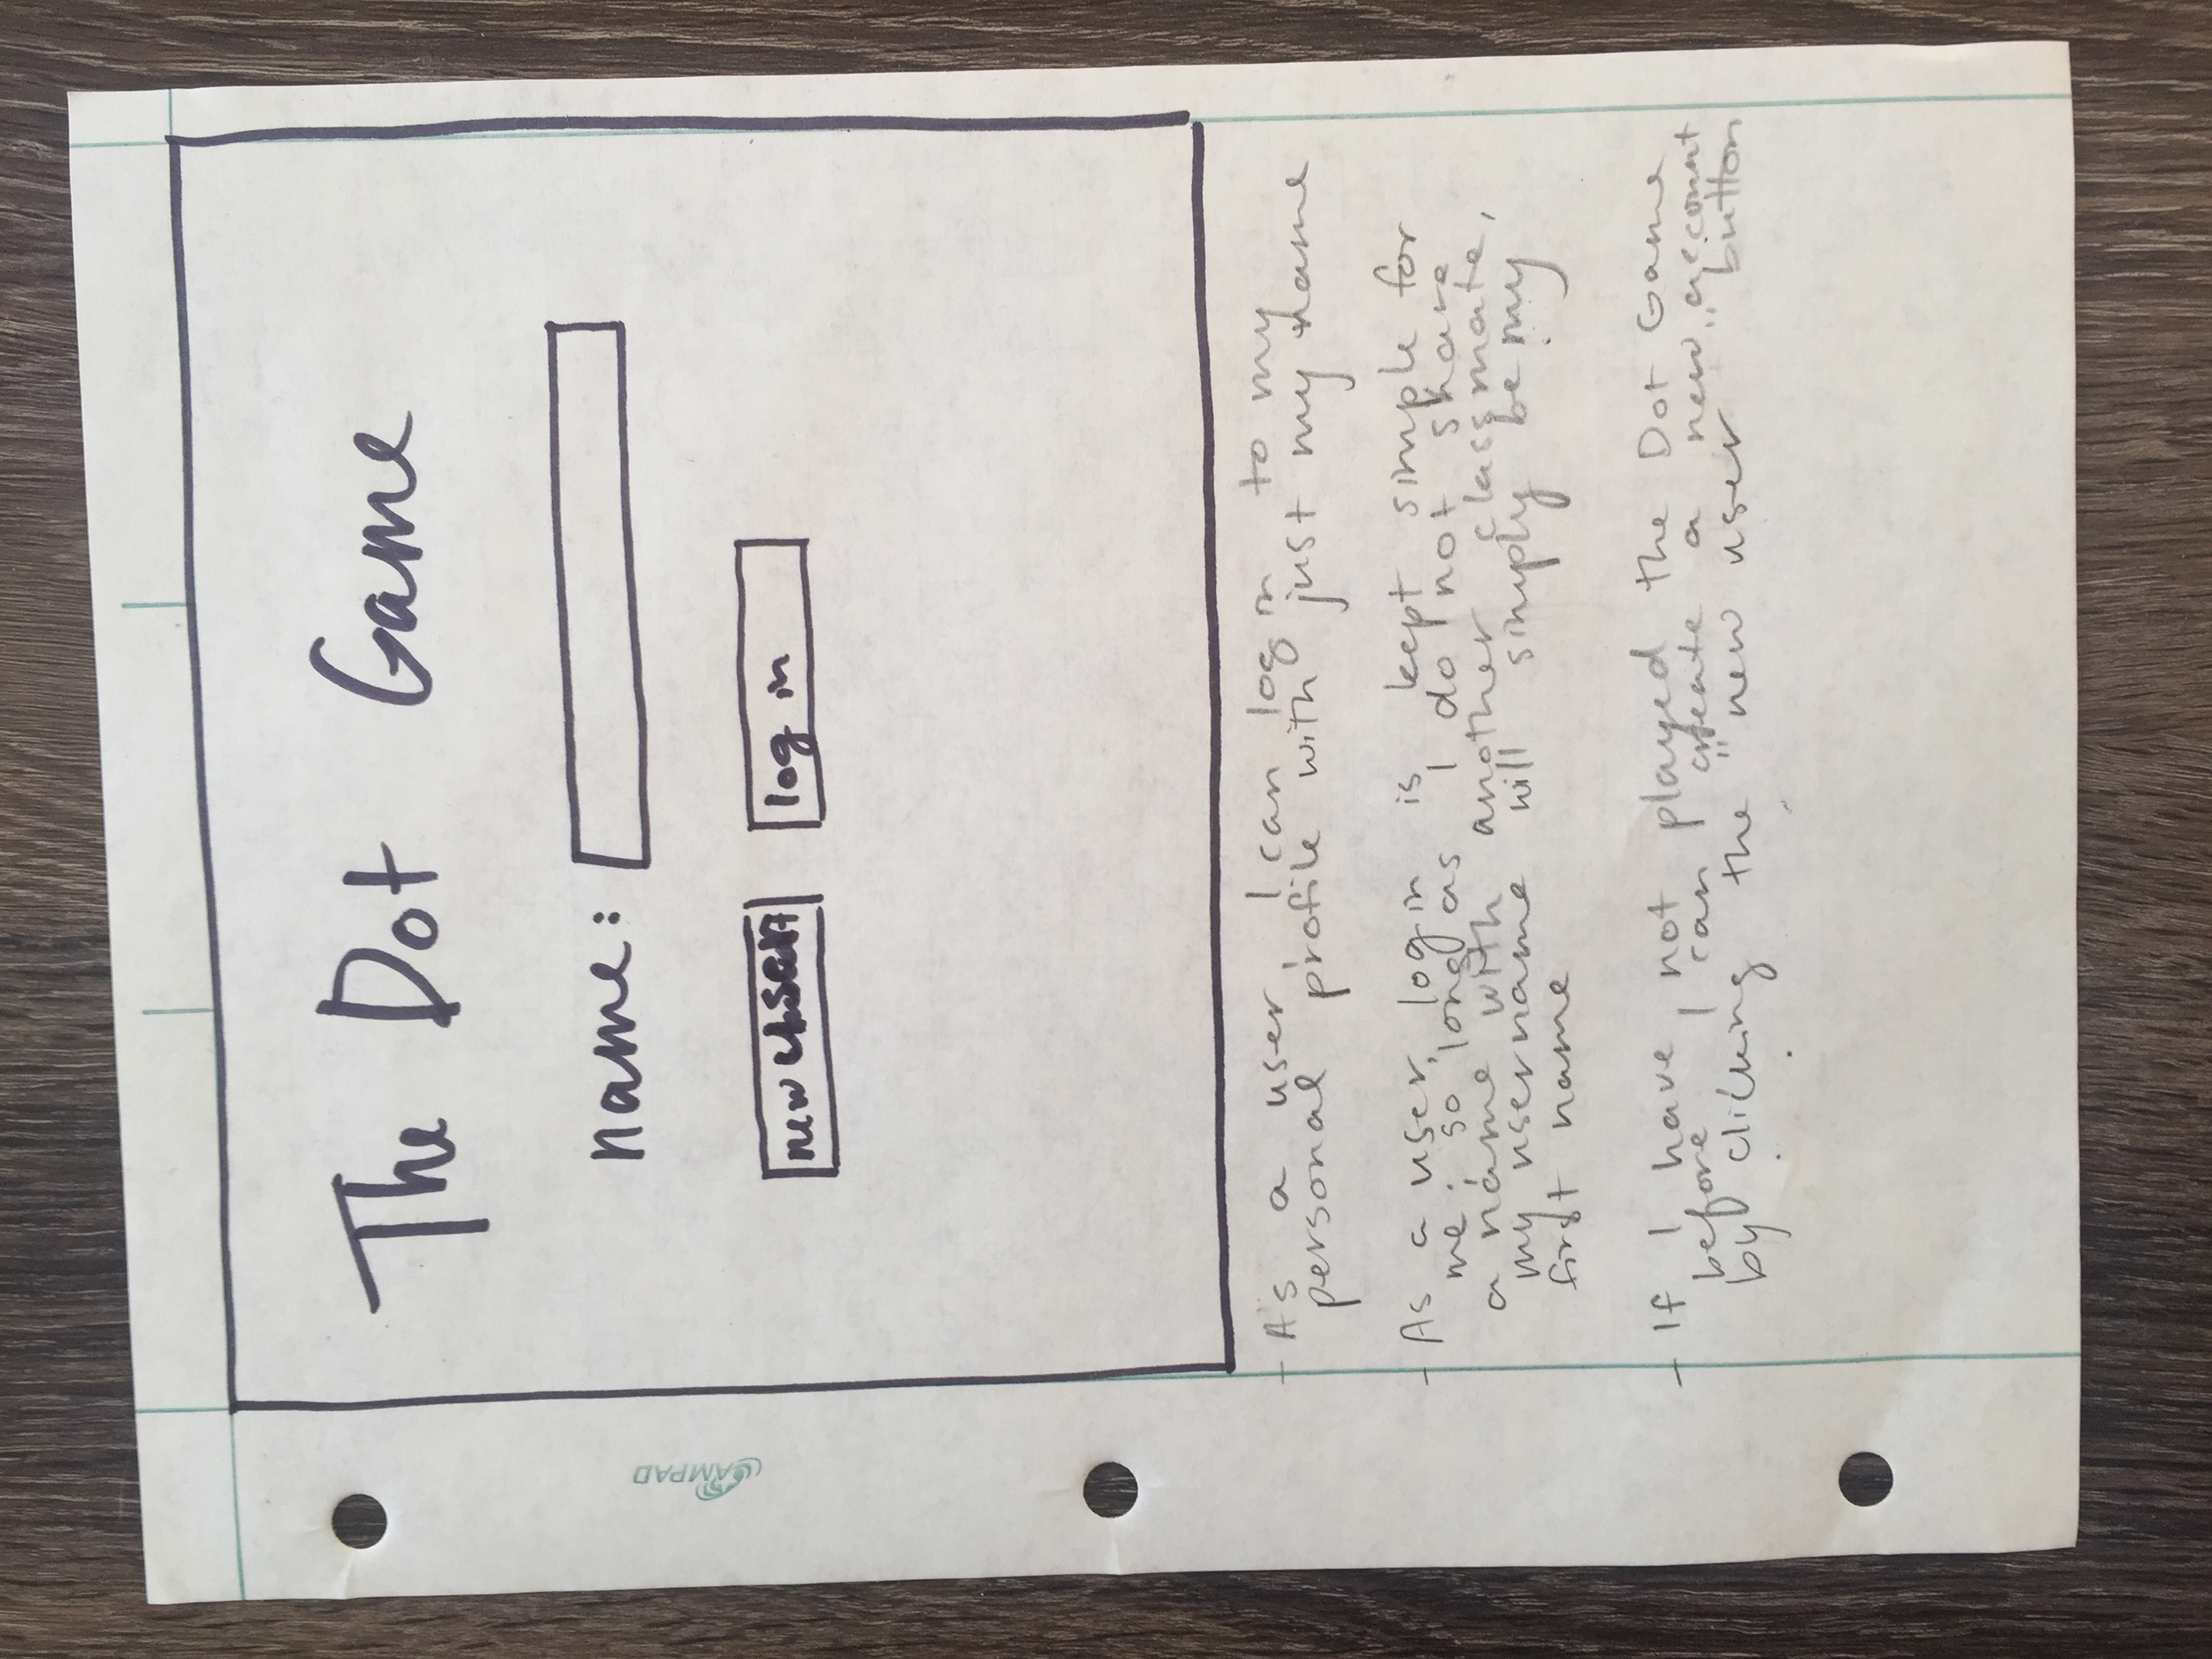 The Dot Game
name:
new user
log in
AMPAD
- As a user, I can log in to my
personal profile with just my name
- As a user, log in is kept simple for
me; so long as I do not share
a name with another classmate,
my username will simply be my
first name
- If I have not played the Dot Game
before, I can create a new account
by clicking the "new user" button